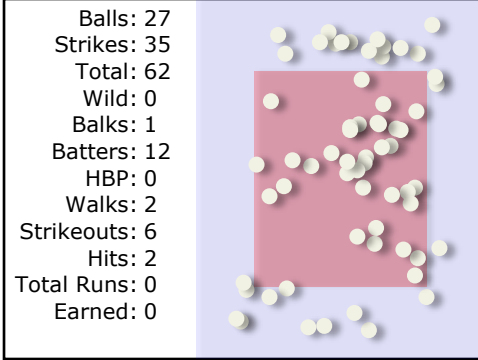 Balls: 27
Strikes: 35
Total: 62
Wild: 0
Balks: 1
Batters: 12
HBP: 0
Walks: 2
Strikeouts: 6
Hits: 2
Total Runs: 0
Earned: 0